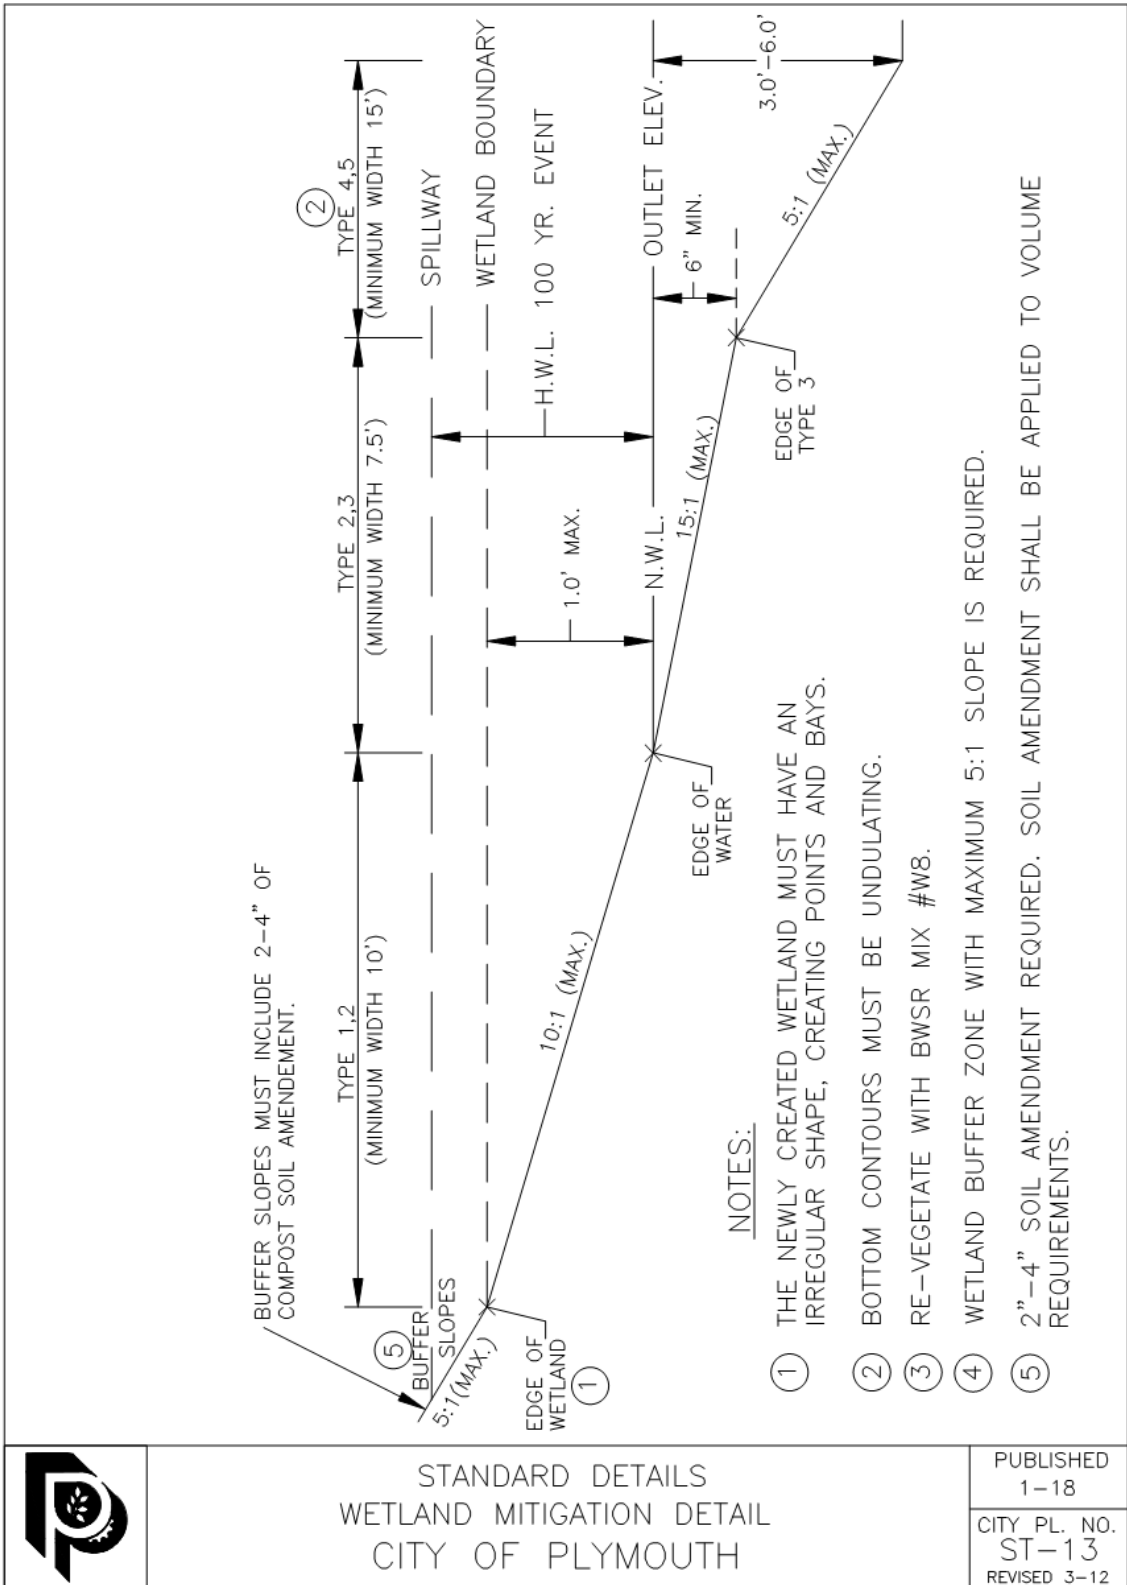 BUFFER SLOPES MUST INCLUDE 2-4" OF
COMPOST SOIL AMENDEMENT.
TYPE 1,2
(MINIMUM WIDTH 10')
TYPE 2,3
(MINIMUM WIDTH 7.5')
2
TYPE 4,5
(MINIMUM WIDTH 15')
5
BUFFER
SLOPES
SPILLWAY
WETLAND BOUNDARY
H.W.L. 100 YR. EVENT
1.0' MAX.
N.W.L.
OUTLET ELEV.
6" MIN.
3.0'-6.0'
5:1(MAX.)
10:1 (MAX.)
15:1 (MAX.)
5:1 (MAX.)
EDGE OF
WETLAND
1
EDGE OF
WATER
EDGE OF
TYPE 3
NOTES:
1 THE NEWLY CREATED WETLAND MUST HAVE AN
IRREGULAR SHAPE, CREATING POINTS AND BAYS.
2 BOTTOM CONTOURS MUST BE UNDULATING.
3 RE-VEGETATE WITH BWSR MIX #W8.
4 WETLAND BUFFER ZONE WITH MAXIMUM 5:1 SLOPE IS REQUIRED.
5 2"-4" SOIL AMENDMENT REQUIRED. SOIL AMENDMENT SHALL BE APPLIED TO VOLUME
REQUIREMENTS.
STANDARD DETAILS
WETLAND MITIGATION DETAIL
CITY OF PLYMOUTH
PUBLISHED
1-18
CITY PL. NO.
ST-13
REVISED 3-12